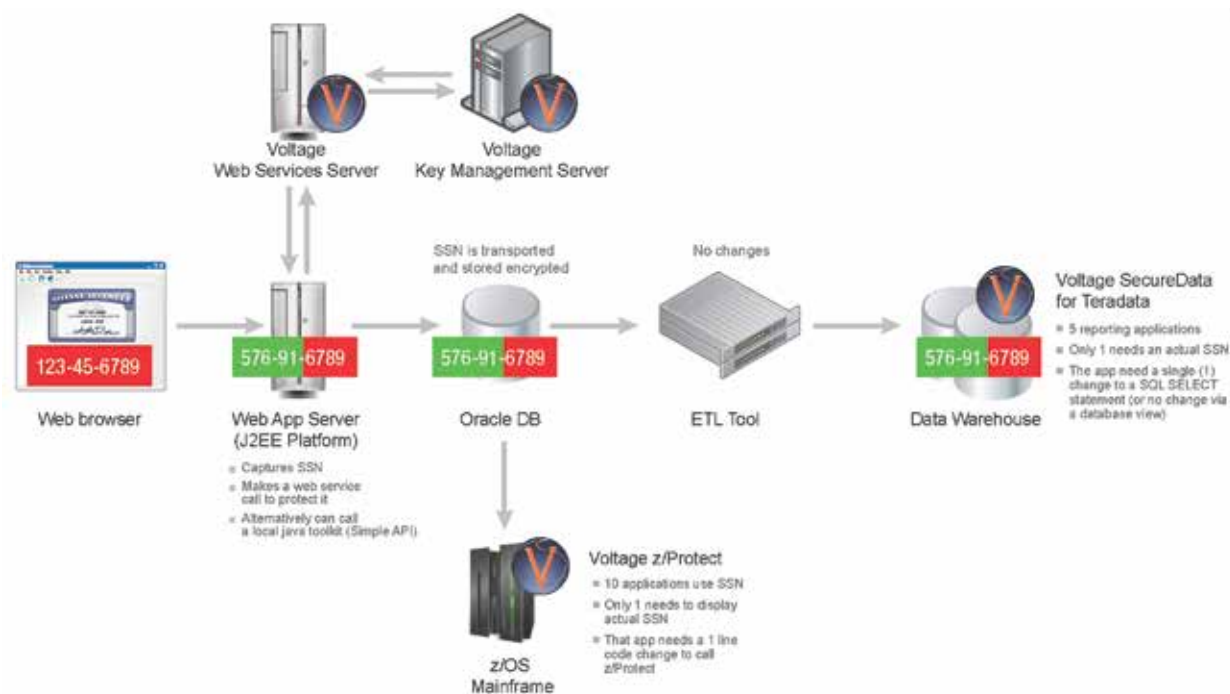 Voltage
Web Services Server
Voltage
Key Management Server
SSN is transported
and stored encrypted
No changes
123-45-6789
Web browser
576-91-6789
Web App Server
(J2EE Platform)
Captures SSN
Makes a web service
call to protect it
Alternatively can call
a local java toolkit (Simple API)
576-91-6789
Oracle DB
ETL Tool
576-91-6789
Data Warehouse
Voltage SecureData
for Teradata
5 reporting applications
Only 1 needs an actual SSN
The app need a single (1)
change to a SQL SELECT
statement (or no change via
a database view)
z/OS
Mainframe
Voltage z/Protect
10 applications use SSN
Only 1 needs to display
actual SSN
That app needs a 1 line
code change to call
z/Protect
V
V
V
V